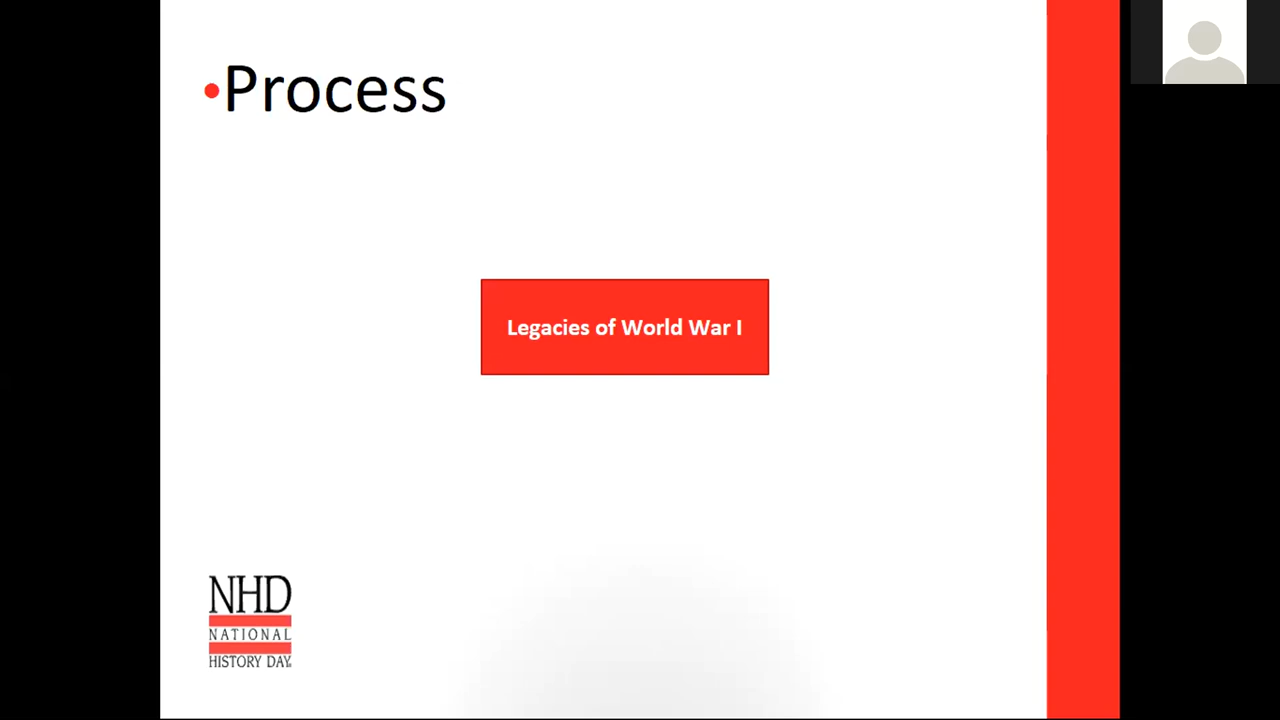 •Process
Legacies of World War I
NHD
NATIONAL
HISTORY DAY